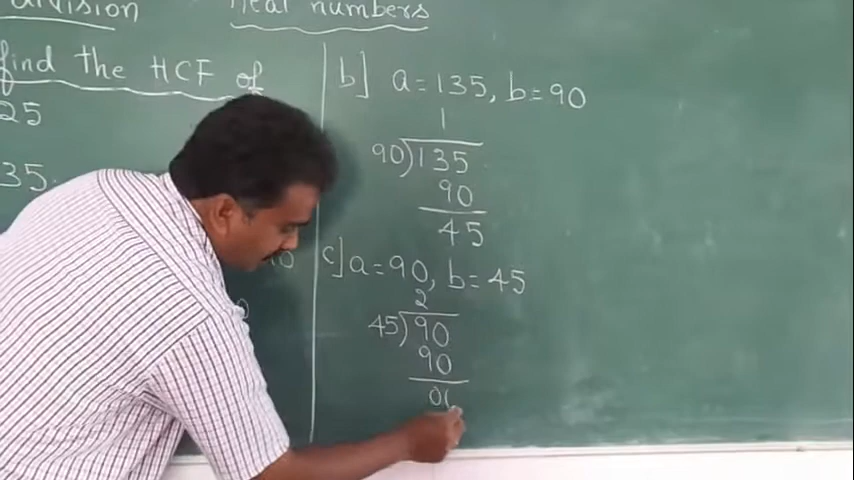 division
Real numbers
find the HCF of
25
35
b] a=135, b=90
1
90)135
90
45
c] a=90, b=45
2
45)90
90
00